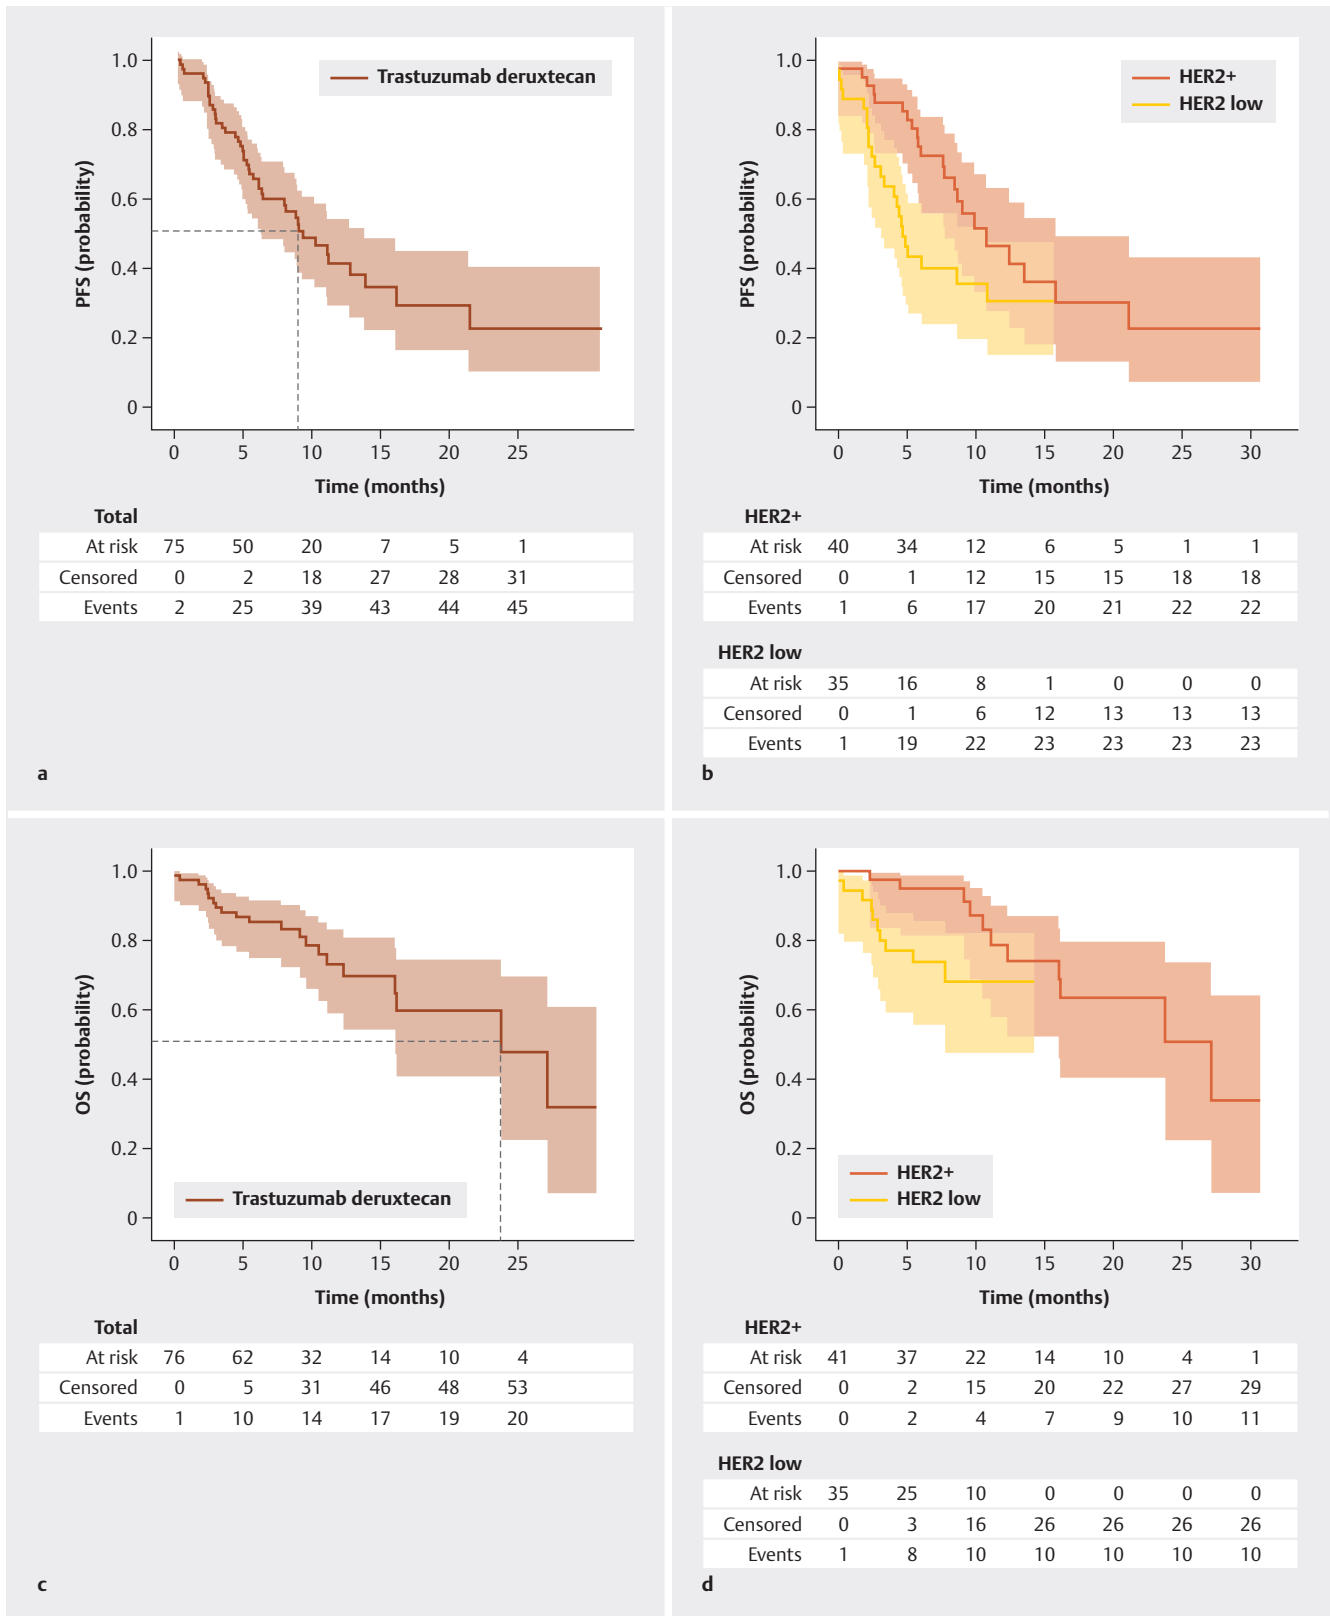 1.0
0.8
0.6
0.4
0.2
0
PFS (probability)
Trastuzumab deruxtecan
0 5 10 15 20 25
Time (months)
Total
At risk 75 50 20 7 5 1
Censored 0 2 18 27 28 31
Events 2 25 39 43 44 45
a
1.0
0.8
0.6
0.4
0.2
0
PFS (probability)
HER2+
HER2 low
0 5 10 15 20 25 30
Time (months)
HER2+
At risk 40 34 12 6 5 1 1
Censored 0 1 12 15 15 18 18
Events 1 6 17 20 21 22 22
HER2 low
At risk 35 16 8 1 0 0 0
Censored 0 1 6 12 13 13 13
Events 1 19 22 23 23 23 23
b
1.0
0.8
0.6
0.4
0.2
0
OS (probability)
Trastuzumab deruxtecan
0 5 10 15 20 25
Time (months)
Total
At risk 76 62 32 14 10 4
Censored 0 5 31 46 48 53
Events 1 10 14 17 19 20
c
1.0
0.8
0.6
0.4
0.2
0
OS (probability)
HER2+
HER2 low
0 5 10 15 20 25 30
Time (months)
HER2+
At risk 41 37 22 14 10 4 1
Censored 0 2 15 20 22 27 29
Events 0 2 4 7 9 10 11
HER2 low
At risk 35 25 10 0 0 0 0
Censored 0 3 16 26 26 26 26
Events 1 8 10 10 10 10 10
d